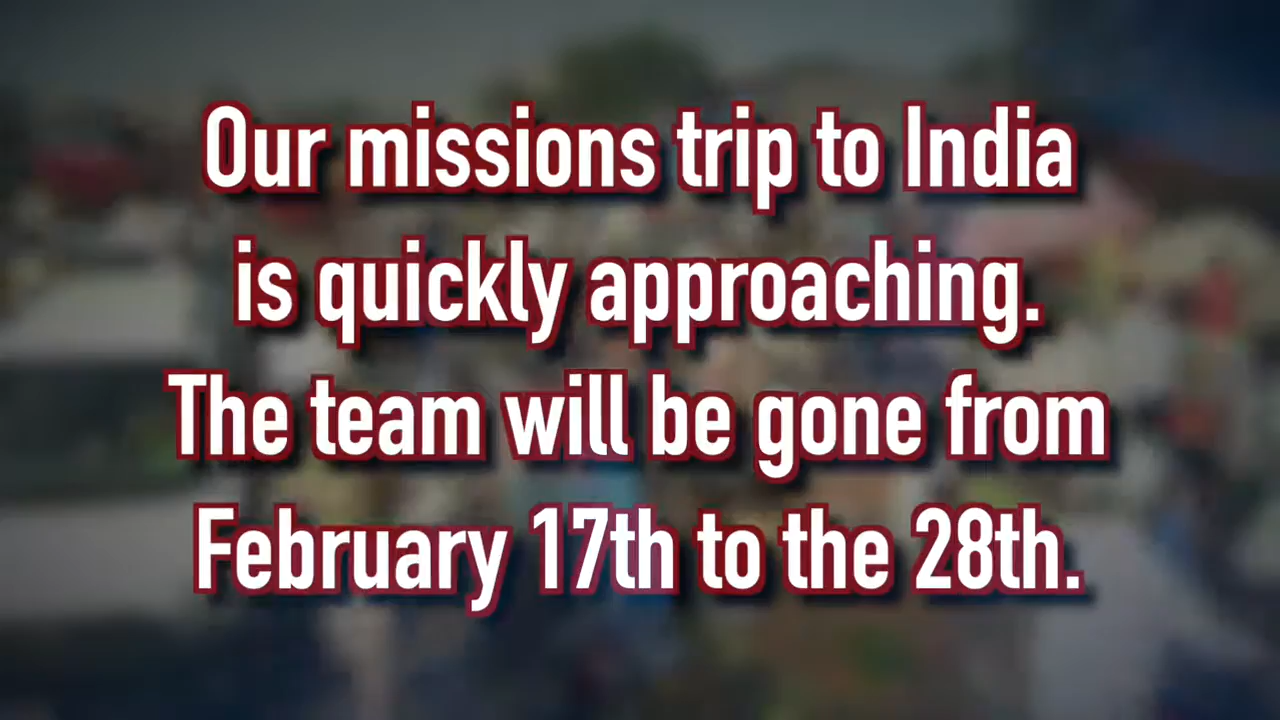 Our missions trip to India
is quickly approaching.
The team will be gone from
February 17th to the 28th.